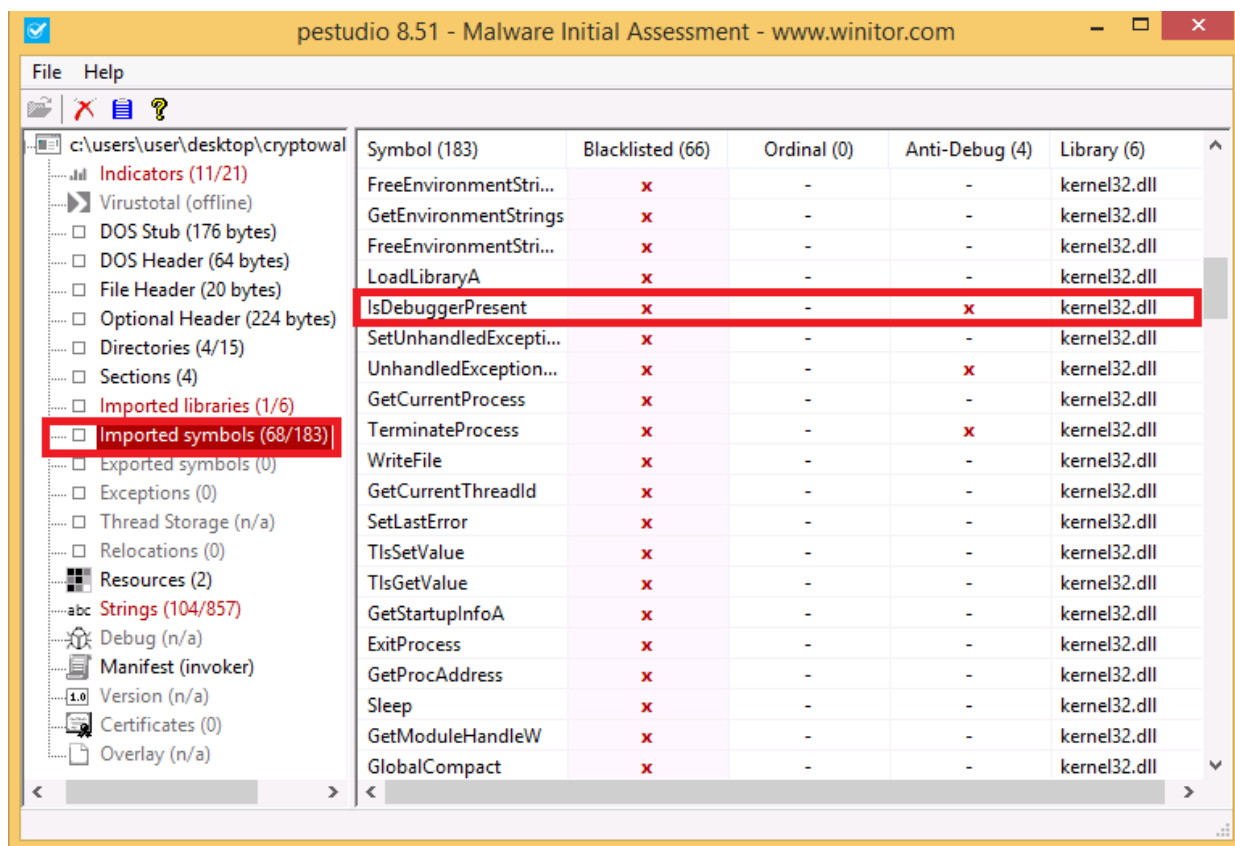 pestudio 8.51 - Malware Initial Assessment - www.winitor.com
File Help
c:\users\user\desktop\cryptowal
Indicators (11/21)
Virustotal (offline)
DOS Stub (176 bytes)
DOS Header (64 bytes)
File Header (20 bytes)
Optional Header (224 bytes)
Directories (4/15)
Sections (4)
Imported libraries (1/6)
Imported symbols (68/183)
Exported symbols (0)
Exceptions (0)
Thread Storage (n/a)
Relocations (0)
Resources (2)
abc Strings (104/857)
Debug (n/a)
Manifest (invoker)
1.0 Version (n/a)
Certificates (0)
Overlay (n/a)
Symbol (183) Blacklisted (66) Ordinal (0) Anti-Debug (4) Library (6)
FreeEnvironmentStri... x - - kernel32.dll
GetEnvironmentStrings x - - kernel32.dll
FreeEnvironmentStri... x - - kernel32.dll
LoadLibraryA x - - kernel32.dll
IsDebuggerPresent x - x kernel32.dll
SetUnhandledExcepti... x - - kernel32.dll
UnhandledException... x - x kernel32.dll
GetCurrentProcess x - - kernel32.dll
TerminateProcess x - x kernel32.dll
WriteFile x - - kernel32.dll
GetCurrentThreadId x - - kernel32.dll
SetLastError x - - kernel32.dll
TlsSetValue x - - kernel32.dll
TlsGetValue x - - kernel32.dll
GetStartupInfoA x - - kernel32.dll
ExitProcess x - - kernel32.dll
GetProcAddress x - - kernel32.dll
Sleep x - - kernel32.dll
GetModuleHandleW x - - kernel32.dll
GlobalCompact x - - kernel32.dll